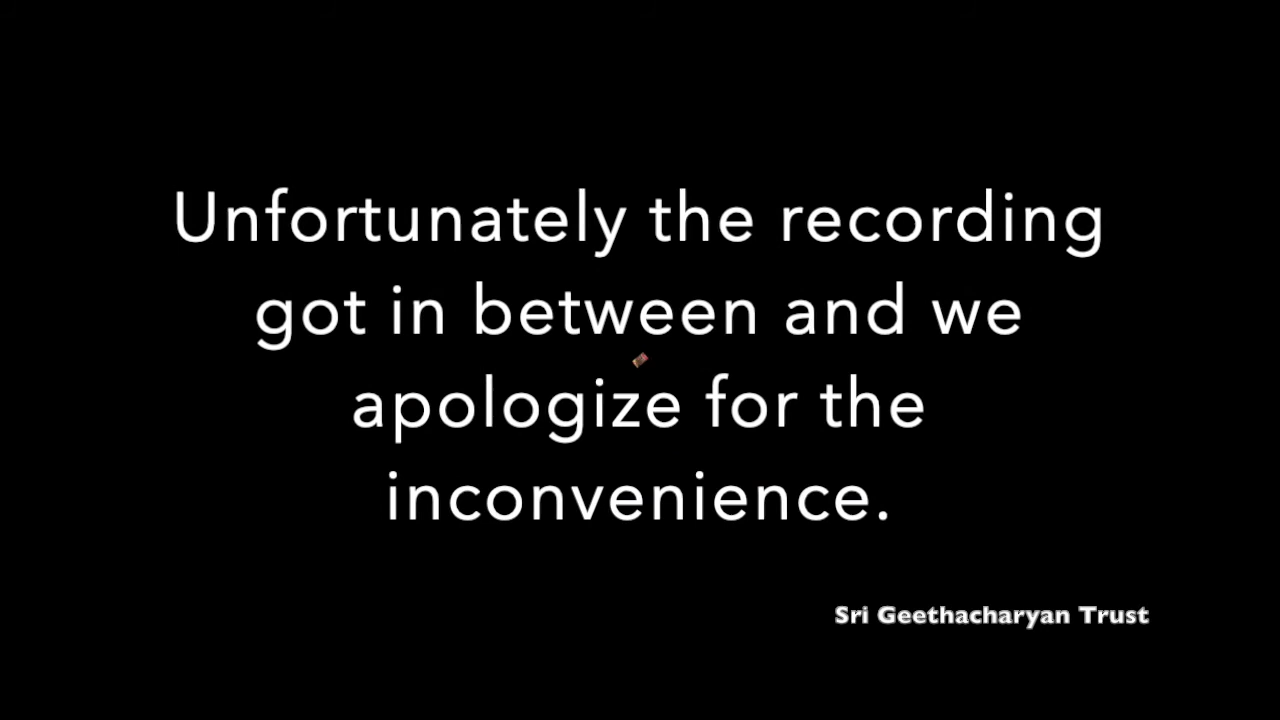 Unfortunately the recording
got in between and we
apologize for the
inconvenience.
Sri Geethacharyan Trust